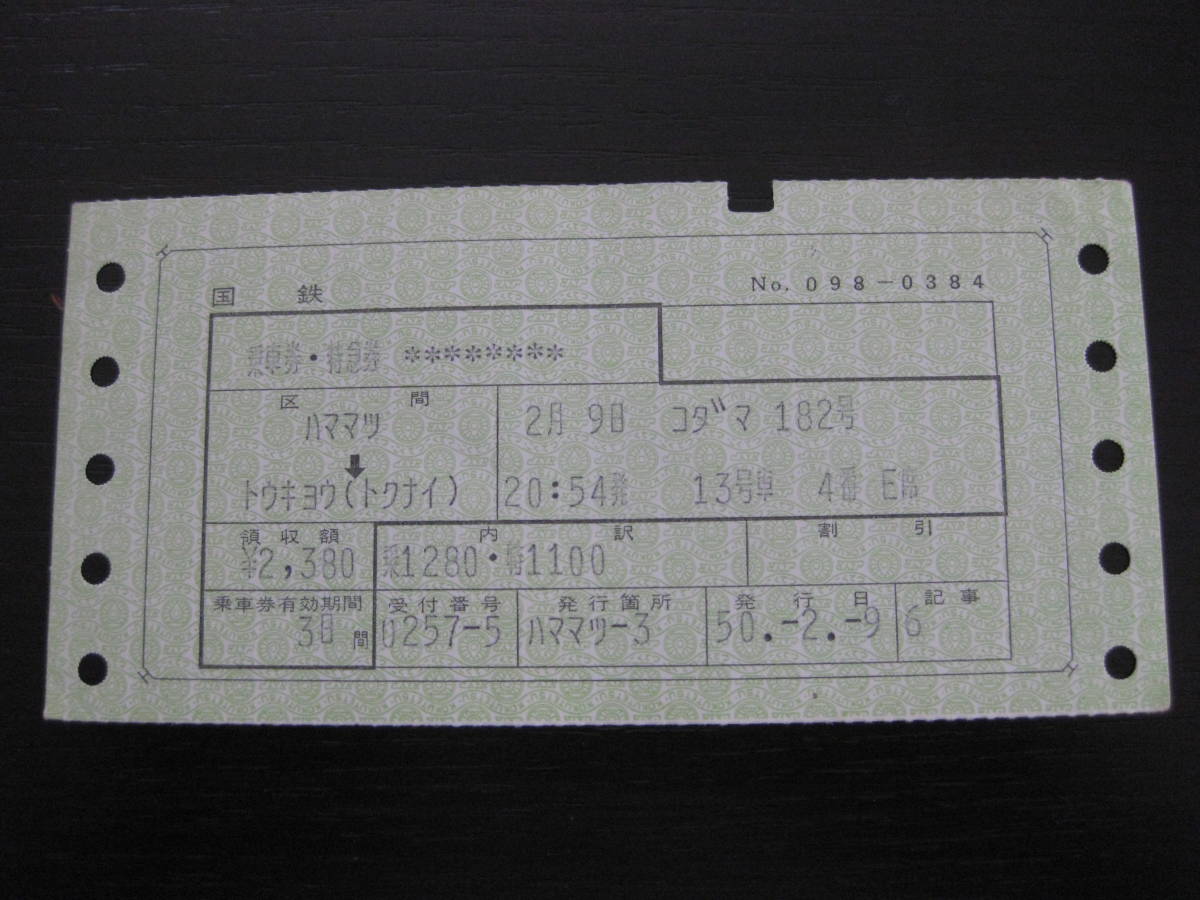 国鉄 No. 098-0384
乗車券・特急券 ********
区間
ハママツ
⬇
トウキョウ(トクナイ)
2月 9日 コダマ 182号
20:54発 13号車 4番 E席
領収額 内訳 割引
¥2,380 乗1280・特1100
乗車券有効期間 受付番号 発行箇所 発行日 記事
3日間 0257-5 ハママツ-3 50.-2.-9 6